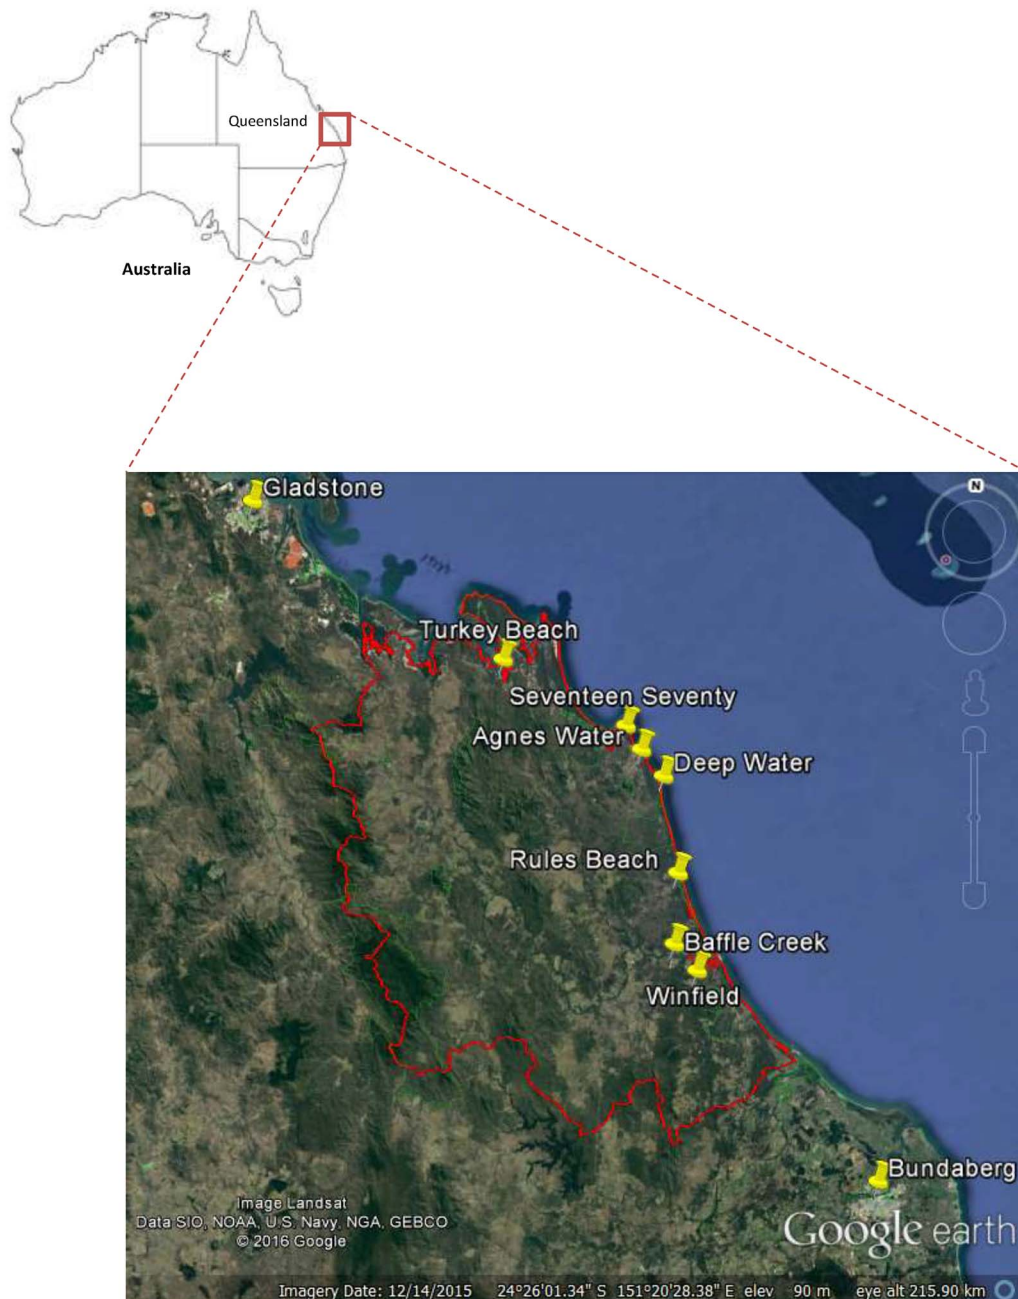 Queensland
Australia
Gladstone
N
Turkey Beach
Seventeen Seventy
Agnes Water
Deep Water
Rules Beach
Baffle Creek
Winfield
Bundaberg
Image Landsat
Data SIO, NOAA, U.S. Navy, NGA, GEBCO
© 2016 Google
Google earth
Imagery Date: 12/14/2015 24°26'01.34" S 151°20'28.38" E elev 90 m eye alt 215.90 km